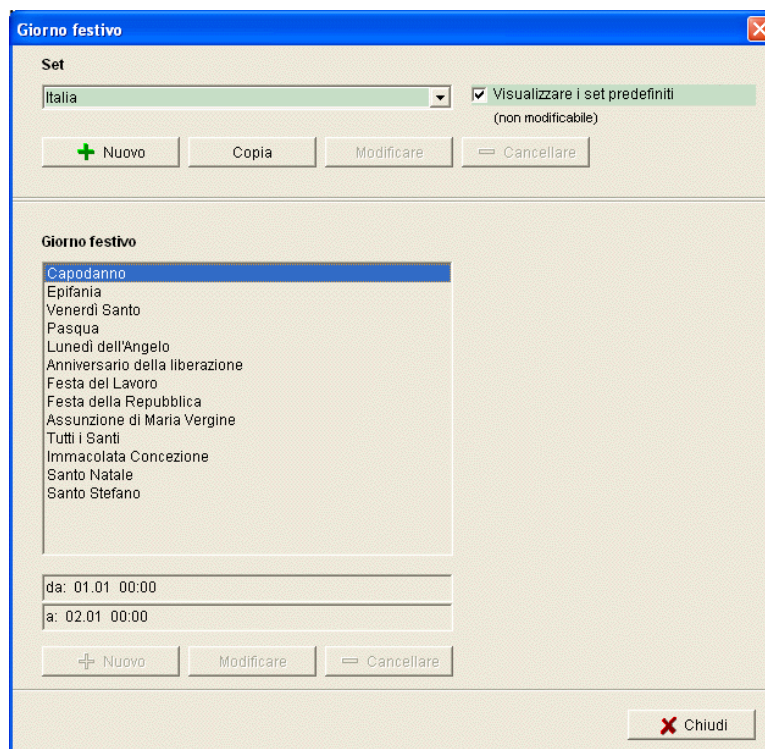 Giorno festivo
Set
Italia
Visualizzare i set predefiniti
(non modificabile)
Nuovo Copia Modificare Cancellare
Giorno festivo
Capodanno
Epifania
Venerdì Santo
Pasqua
Lunedì dell'Angelo
Anniversario della liberazione
Festa del Lavoro
Festa della Repubblica
Assunzione di Maria Vergine
Tutti i Santi
Immacolata Concezione
Santo Natale
Santo Stefano
da: 01.01 00:00
a: 02.01 00:00
Nuovo Modificare Cancellare
Chiudi